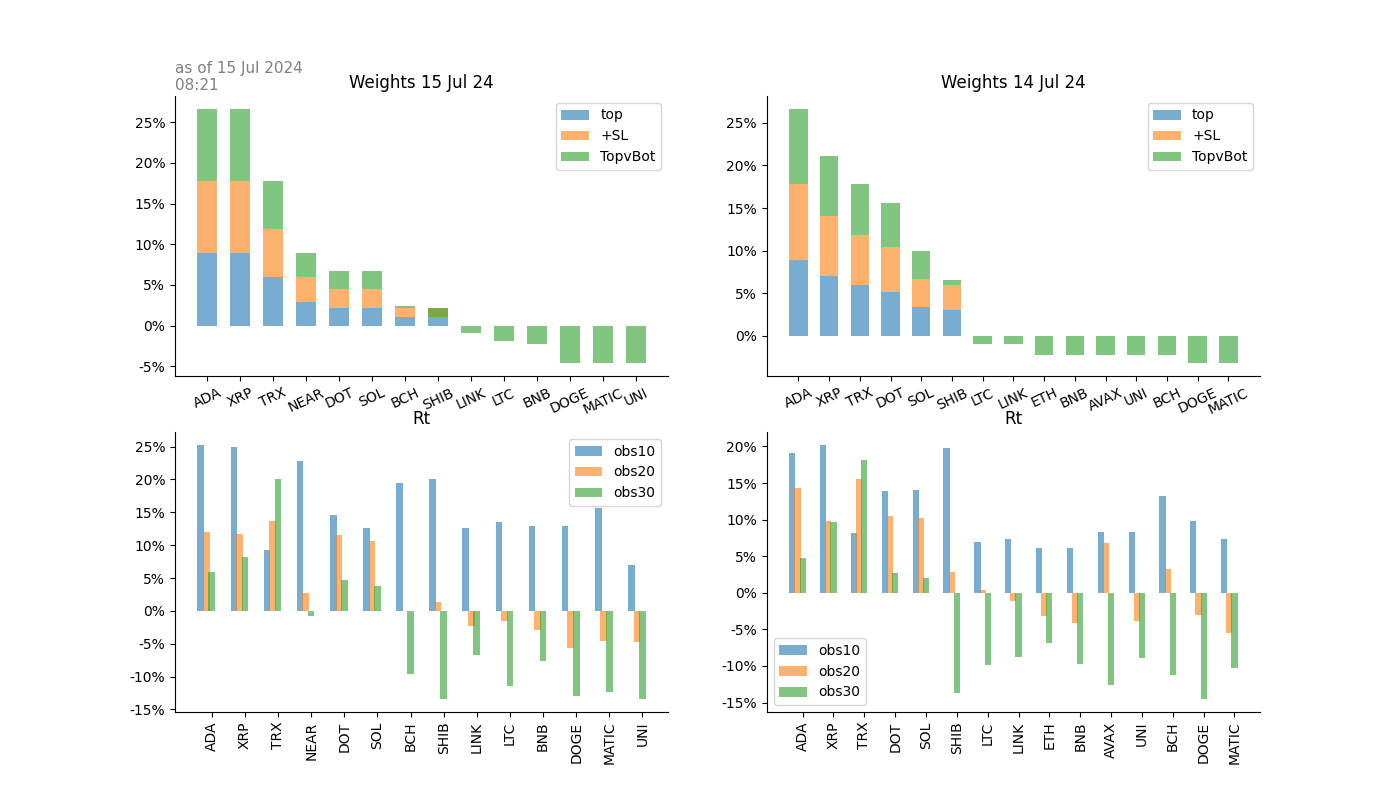 as of 15 Jul 2024
08:21
Weights 15 Jul 24
25%
20%
15%
10%
5%
0%
-5%
top
+SL
TopvBot
ADA XRP TRX NEAR DOT SOL BCH SHIB LINK LTC BNB DOGE MATIC UNI
Weights 14 Jul 24
25%
20%
15%
10%
5%
0%
top
+SL
TopvBot
ADA XRP TRX DOT SOL SHIB LTC LINK ETH BNB AVAX UNI BCH DOGE MATIC
Rt
25%
20%
15%
10%
5%
0%
-5%
-10%
-15%
obs10
obs20
obs30
ADA XRP TRX NEAR DOT SOL BCH SHIB LINK LTC BNB DOGE MATIC UNI
Rt
20%
15%
10%
5%
0%
-5%
-10%
-15%
obs10
obs20
obs30
ADA XRP TRX DOT SOL SHIB LTC LINK ETH BNB AVAX UNI BCH DOGE MATIC